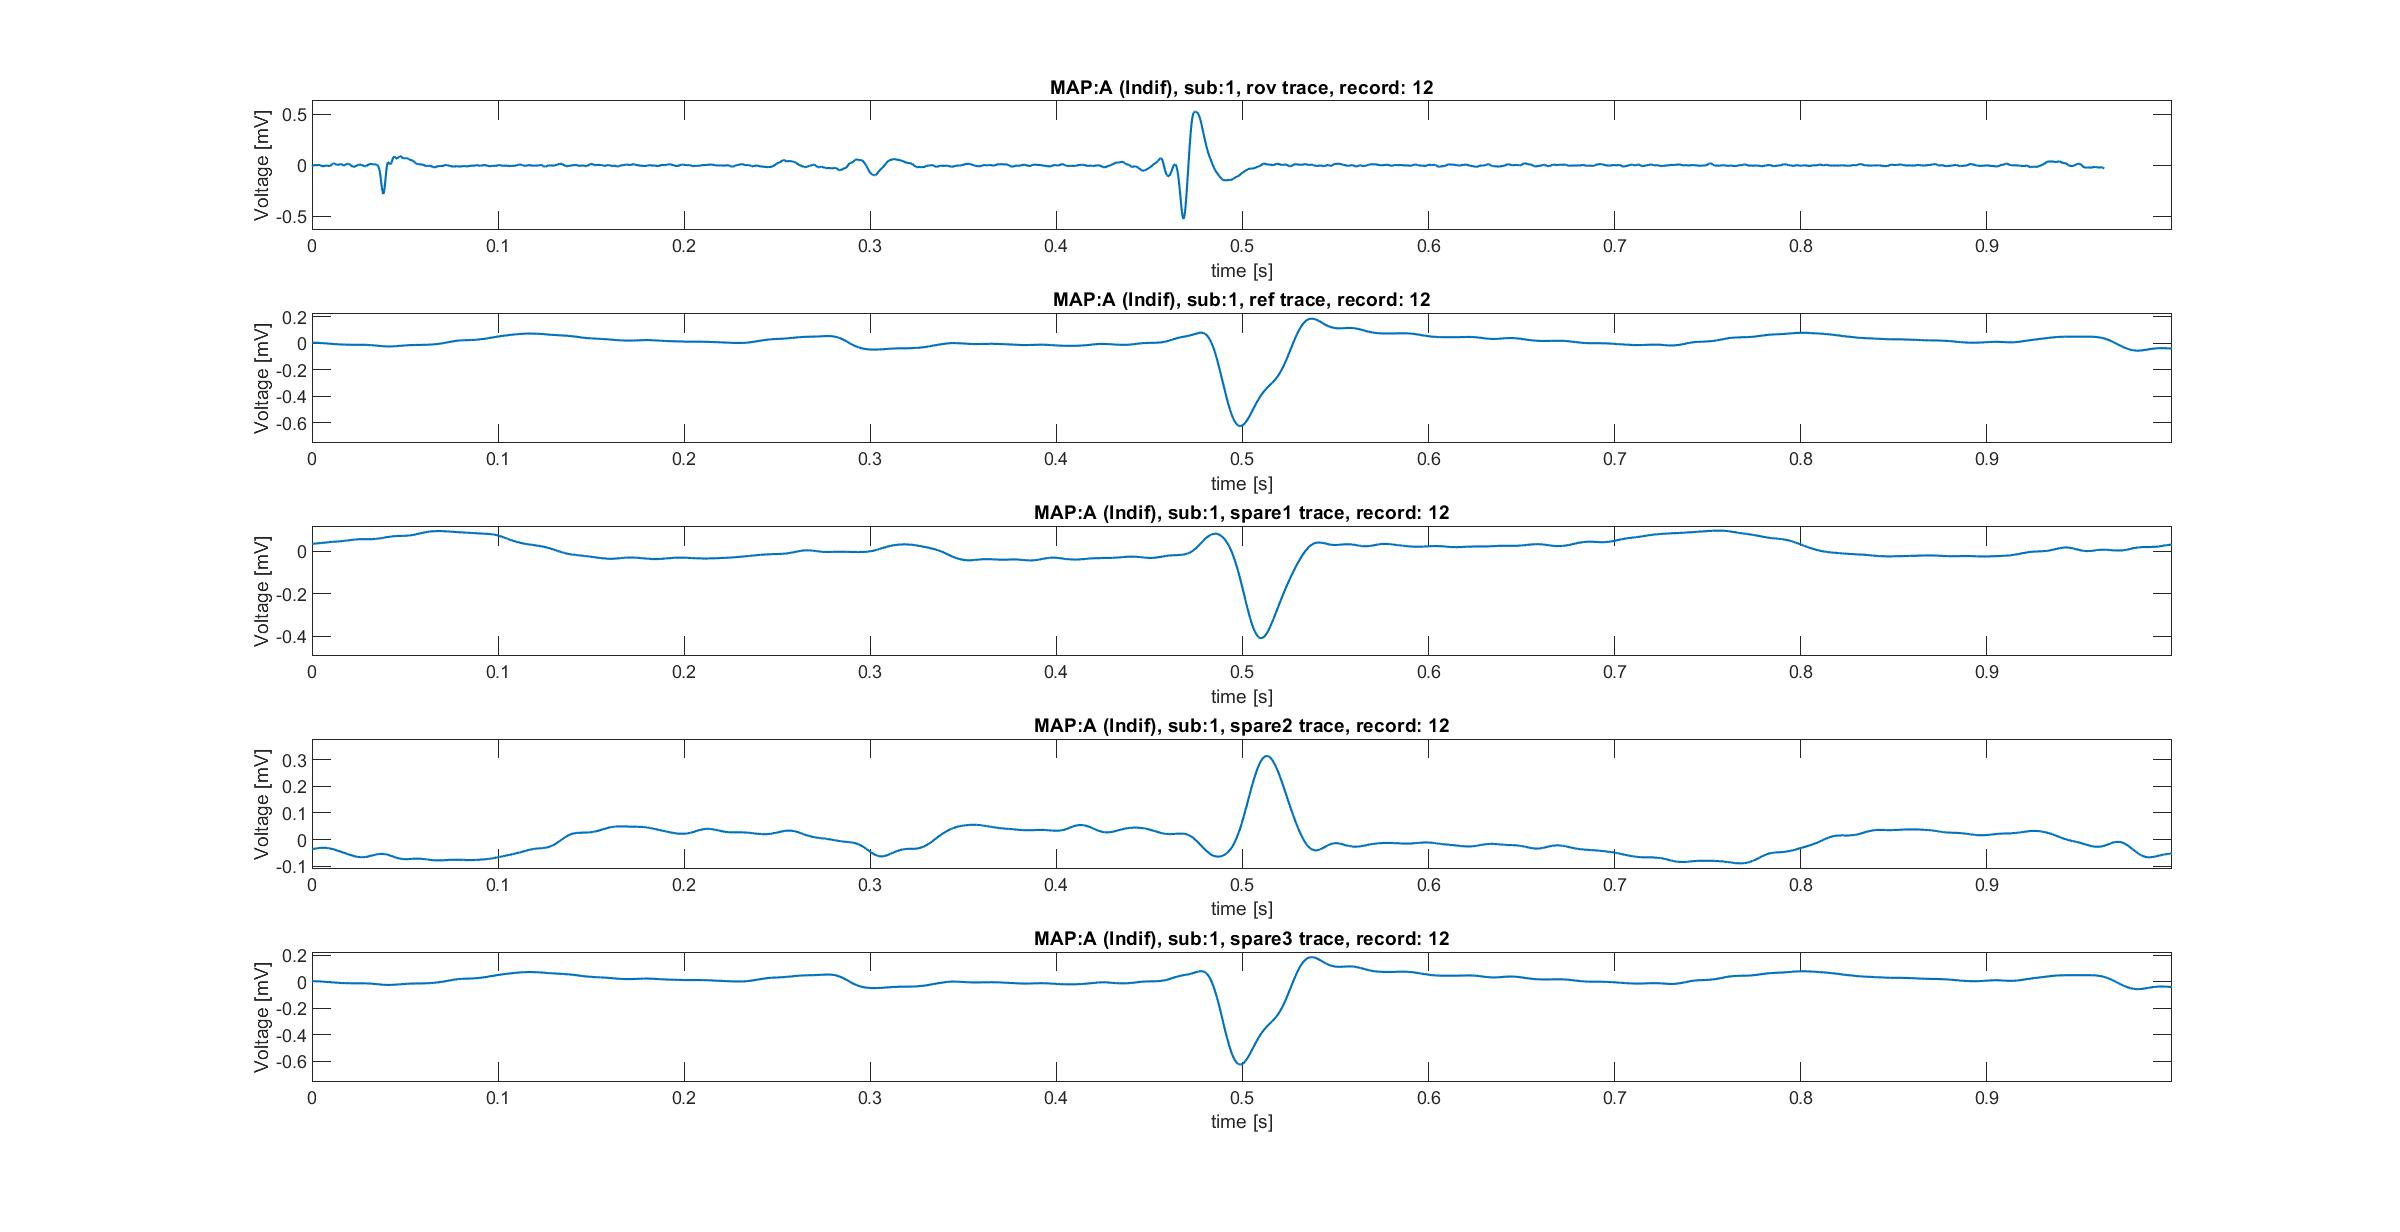 MAP:A (Indif), sub:1, rov trace, record: 12
Voltage [mV]
0.5
0
-0.5
0 0.1 0.2 0.3 0.4 0.5 0.6 0.7 0.8 0.9
time [s]
MAP:A (Indif), sub:1, ref trace, record: 12
Voltage [mV]
0.2
0
-0.2
-0.4
-0.6
0 0.1 0.2 0.3 0.4 0.5 0.6 0.7 0.8 0.9
time [s]
MAP:A (Indif), sub:1, spare1 trace, record: 12
Voltage [mV]
0
-0.2
-0.4
0 0.1 0.2 0.3 0.4 0.5 0.6 0.7 0.8 0.9
time [s]
MAP:A (Indif), sub:1, spare2 trace, record: 12
Voltage [mV]
0.3
0.2
0.1
0
-0.1
0 0.1 0.2 0.3 0.4 0.5 0.6 0.7 0.8 0.9
time [s]
MAP:A (Indif), sub:1, spare3 trace, record: 12
Voltage [mV]
0.2
0
-0.2
-0.4
-0.6
0 0.1 0.2 0.3 0.4 0.5 0.6 0.7 0.8 0.9
time [s]